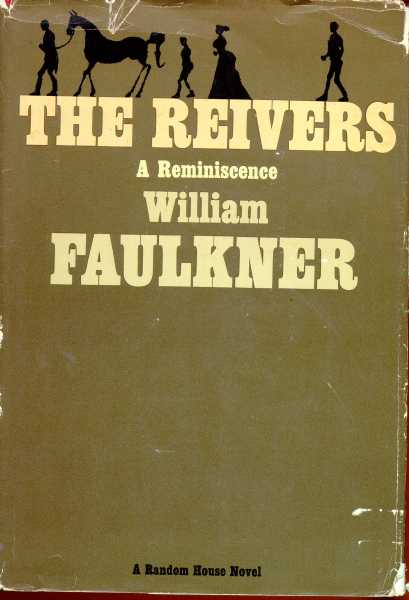 THE REIVERS
A Reminiscence
William
FAULKNER
A Random House Novel